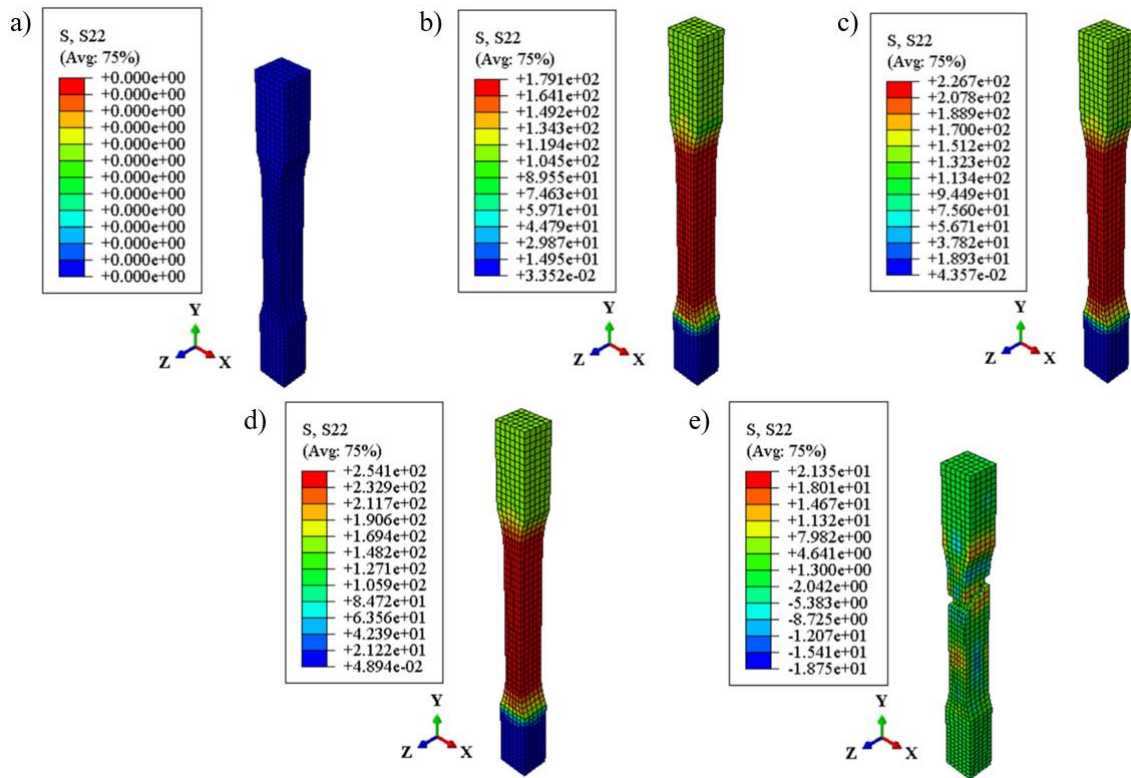 a)
S, S22
(Avg: 75%)
+0.000e+00
+0.000e+00
+0.000e+00
+0.000e+00
+0.000e+00
+0.000e+00
+0.000e+00
+0.000e+00
+0.000e+00
+0.000e+00
+0.000e+00
+0.000e+00
+0.000e+00
Y
Z
X
b)
S, S22
(Avg: 75%)
+1.791e+02
+1.641e+02
+1.492e+02
+1.343e+02
+1.194e+02
+1.045e+02
+8.955e+01
+7.463e+01
+5.971e+01
+4.479e+01
+2.987e+01
+1.495e+01
+3.352e-02
Y
Z
X
c)
S, S22
(Avg: 75%)
+2.267e+02
+2.078e+02
+1.889e+02
+1.700e+02
+1.512e+02
+1.323e+02
+1.134e+02
+9.449e+01
+7.560e+01
+5.671e+01
+3.782e+01
+1.893e+01
+4.357e-02
Y
Z
X
d)
S, S22
(Avg: 75%)
+2.541e+02
+2.329e+02
+2.117e+02
+1.906e+02
+1.694e+02
+1.482e+02
+1.271e+02
+1.059e+02
+8.472e+01
+6.356e+01
+4.239e+01
+2.122e+01
+4.894e-02
Y
Z
X
e)
S, S22
(Avg: 75%)
+2.135e+01
+1.801e+01
+1.467e+01
+1.132e+01
+7.982e+00
+4.641e+00
+1.300e+00
-2.042e+00
-5.383e+00
-8.725e+00
-1.207e+01
-1.541e+01
-1.875e+01
Y
Z
X